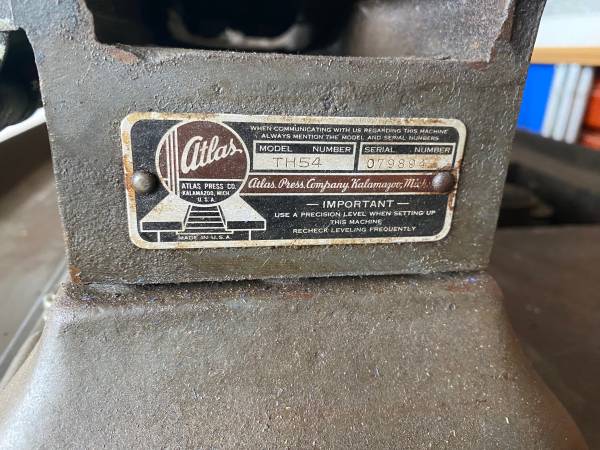 WHEN COMMUNICATING WITH US REGARDING THIS MACHINE
ALWAYS MENTION THE MODEL AND SERIAL NUMBERS
MODEL NUMBER SERIAL NUMBER
TH54 079894
Atlas
ATLAS PRESS CO.
KALAMAZOO, MICH.
U.S.A.
Atlas Press Company, Kalamazoo,
— IMPORTANT —
USE A PRECISION LEVEL WHEN SETTING UP
THIS MACHINE
RECHECK LEVELING FREQUENTLY
MADE IN U.S.A.